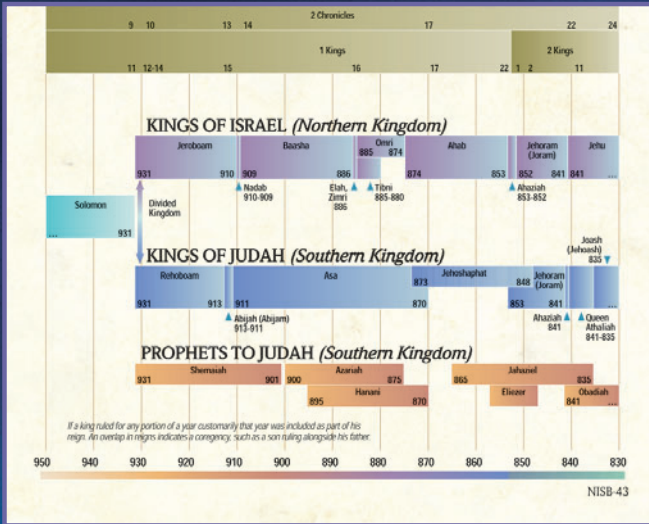 2 Chronicles
9 10 13 14 17 22 24
1 Kings 2 Kings
11 12-14 15 16 17 22 1 2 11
KINGS OF ISRAEL (Northern Kingdom)
Jeroboam Baasha Omri Ahab Jehoram Jehu
(Joram)
885 874
931 910 909 886 874 853 852 841 841 ...
Nadab Elah, Tibni Ahaziah
910-909 Zimri 885-880 853-852
886
Solomon Divided
Kingdom
... 931
Joash
(Jehoash)
835
KINGS OF JUDAH (Southern Kingdom)
Rehoboam Asa Jehoshaphat Jehoram
(Joram)
873 848
931 913 911 870 853 841 ...
Abijah (Abijam) Ahaziah Queen
913-911 841 Athaliah
841-835
PROPHETS TO JUDAH (Southern Kingdom)
Shemaiah Azariah Jahaziel
931 901 900 875 865 835
Hanani Eliezer Obadiah
895 870 841 ...
If a king ruled for any portion of a year customarily that year was included as part of his
reign. An overlap in reigns indicates a coregency, such as a son ruling alongside his father.
950 940 930 920 910 900 890 880 870 860 850 840 830
NISB-43